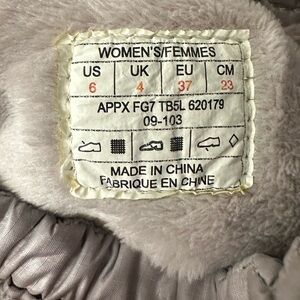 WOMEN'S/FEMMES
US UK EU CM
6 4 37 23
APPX FG7 TB5L 620179
09-103
MADE IN CHINA
FABRIQUE EN CHINE